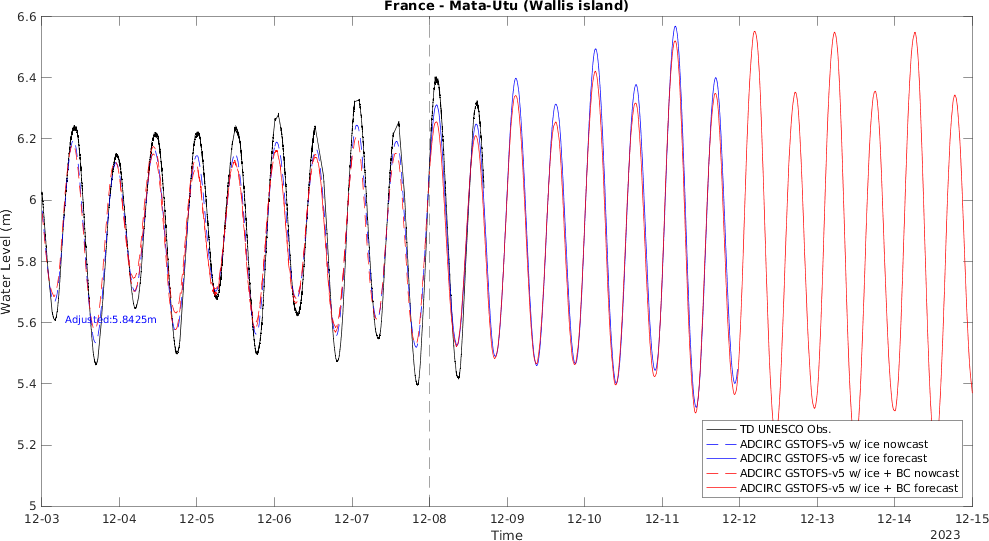 France - Mata-Utu (Wallis island)
6.6
6.4
6.2
6
5.8
5.6
5.4
5.2
5
Water Level (m)
Adjusted:5.8425m
TD UNESCO Obs.
ADCIRC GSTOFS-v5 w/ ice nowcast
ADCIRC GSTOFS-v5 w/ ice forecast
ADCIRC GSTOFS-v5 w/ ice + BC nowcast
ADCIRC GSTOFS-v5 w/ ice + BC forecast
12-03 12-04 12-05 12-06 12-07 12-08 12-09 12-10 12-11 12-12 12-13 12-14 12-15
Time
2023